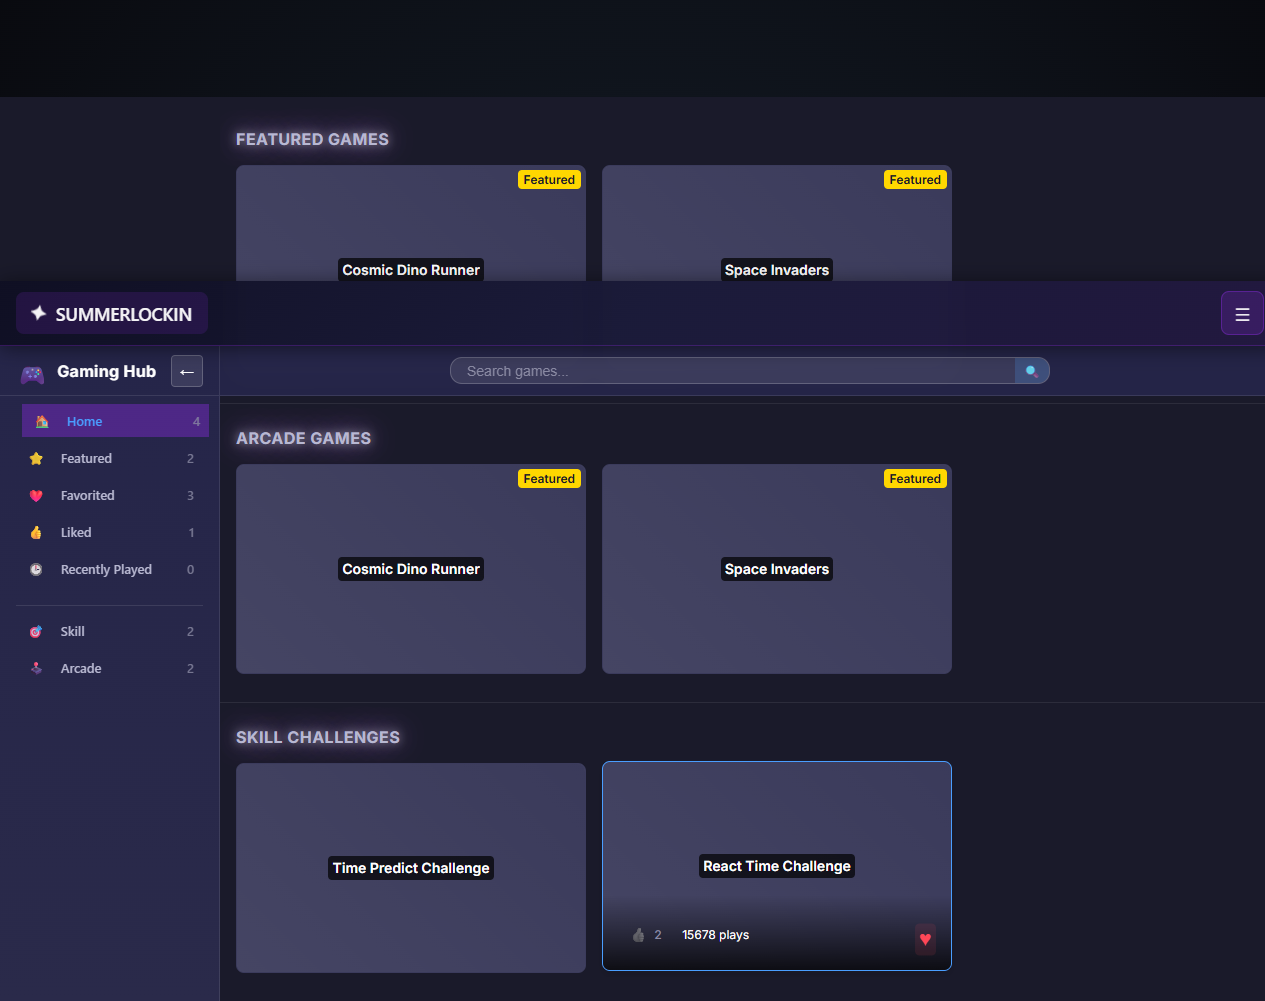 FEATURED GAMES
Featured
Featured
Cosmic Dino Runner
Space Invaders
SUMMERLOCKIN
☰
Gaming Hub
←
Search games...
Home 4
Featured 2
Favorited 3
Liked 1
Recently Played 0
Skill 2
Arcade 2
ARCADE GAMES
Featured
Featured
Cosmic Dino Runner
Space Invaders
SKILL CHALLENGES
Time Predict Challenge
React Time Challenge
2 15678 plays